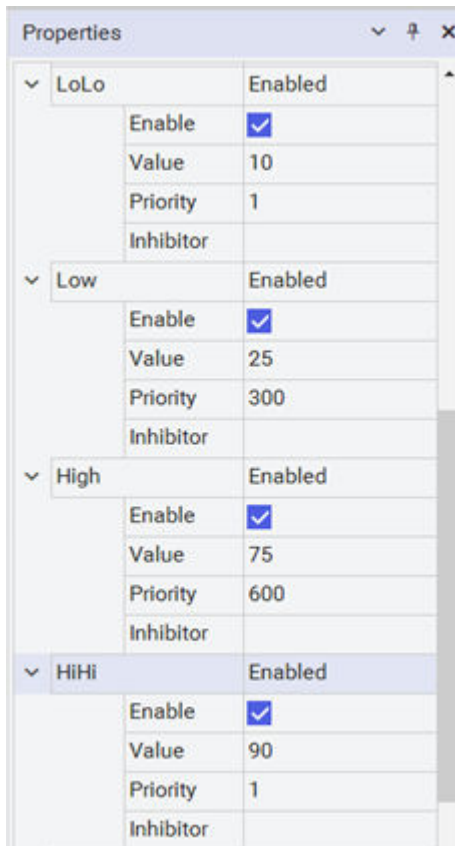 Properties
LoLo Enabled
Enable
Value 10
Priority 1
Inhibitor
Low Enabled
Enable
Value 25
Priority 300
Inhibitor
High Enabled
Enable
Value 75
Priority 600
Inhibitor
HiHi Enabled
Enable
Value 90
Priority 1
Inhibitor